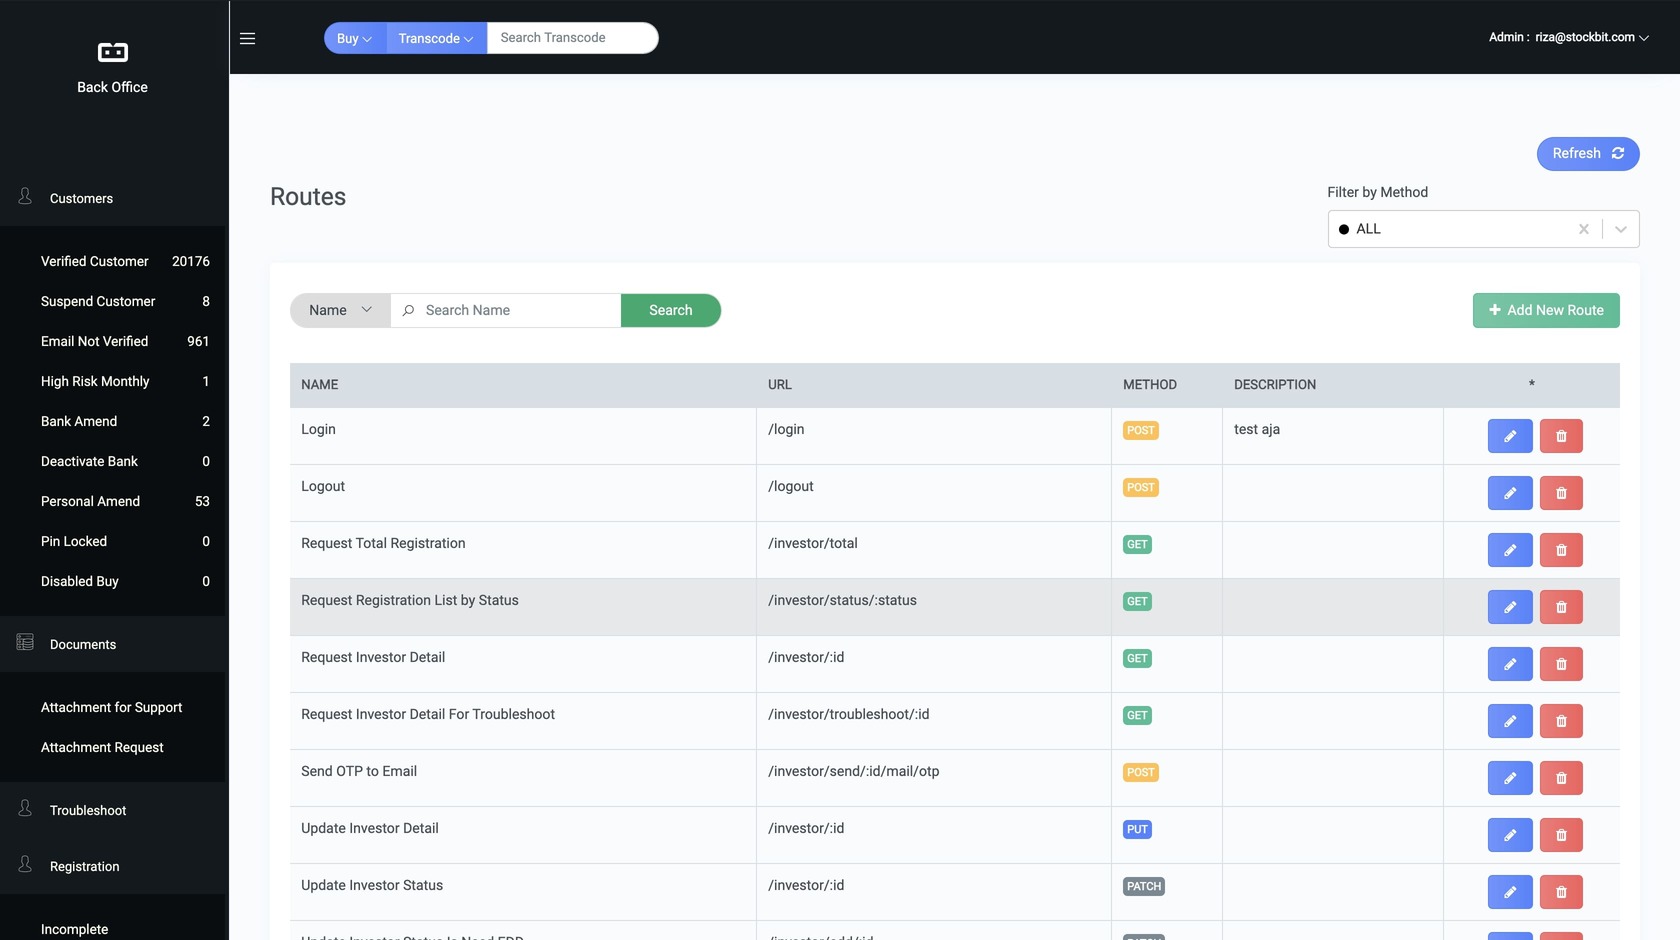 Back Office
Customers
Verified Customer 20176
Suspend Customer 8
Email Not Verified 961
High Risk Monthly 1
Bank Amend 2
Deactivate Bank 0
Personal Amend 53
Pin Locked 0
Disabled Buy 0
Documents
Attachment for Support
Attachment Request
Troubleshoot
Registration
Incomplete
Buy Transcode Search Transcode
Admin : riza@stockbit.com
Refresh
Routes
Filter by Method
ALL
Name Search Name Search
+ Add New Route
NAME URL METHOD DESCRIPTION *
Login /login POST test aja
Logout /logout POST
Request Total Registration /investor/total GET
Request Registration List by Status /investor/status/:status GET
Request Investor Detail /investor/:id GET
Request Investor Detail For Troubleshoot /investor/troubleshoot/:id GET
Send OTP to Email /investor/send/:id/mail/otp POST
Update Investor Detail /investor/:id PUT
Update Investor Status /investor/:id PATCH